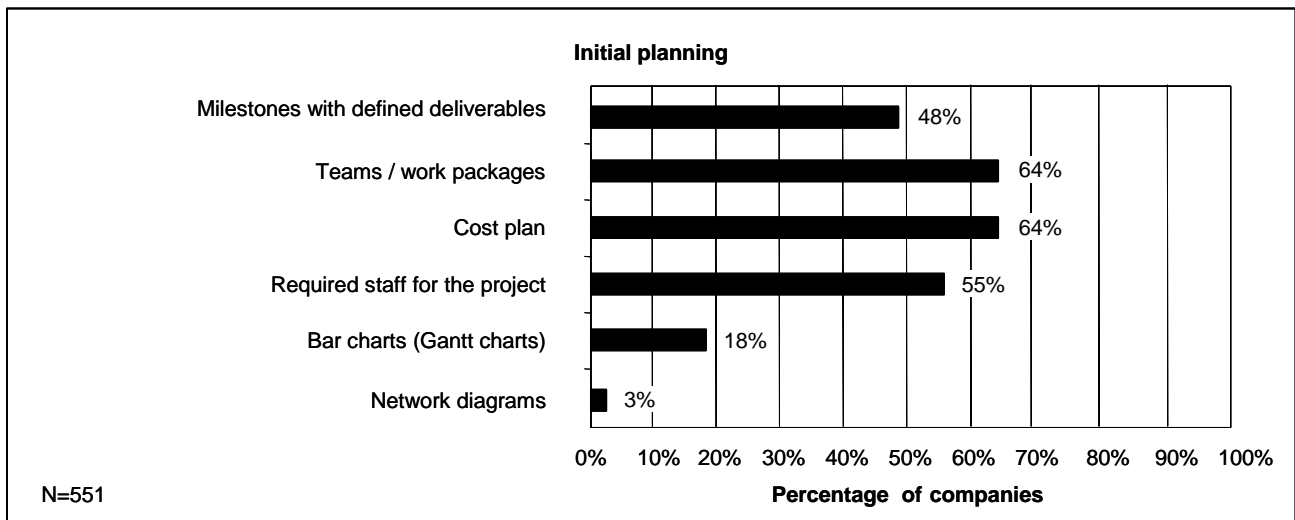 Initial planning
Milestones with defined deliverables 48%
Teams / work packages 64%
Cost plan 64%
Required staff for the project 55%
Bar charts (Gantt charts) 18%
Network diagrams 3%
0% 10% 20% 30% 40% 50% 60% 70% 80% 90% 100%
N=551 Percentage of companies